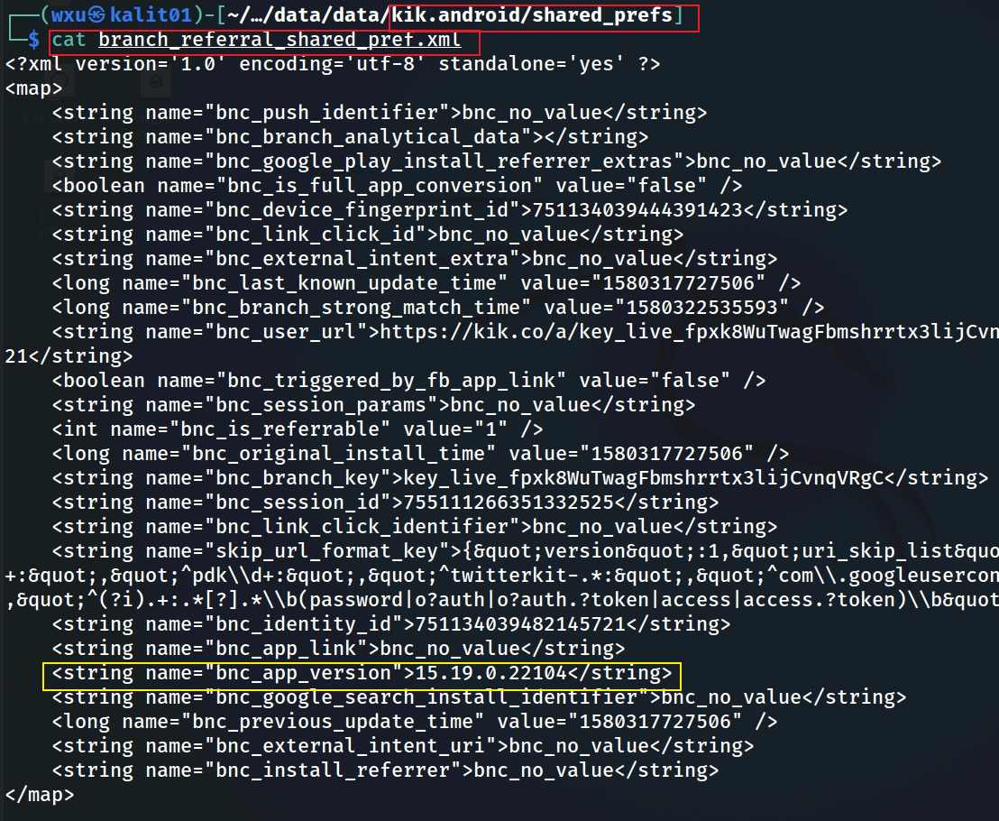 ┌──(wxu㉿kalit01)-[~/…/data/data/kik.android/shared_prefs]
└─$ cat branch_referral_shared_pref.xml
<?xml version='1.0' encoding='utf-8' standalone='yes' ?>
<map>
    <string name="bnc_push_identifier">bnc_no_value</string>
    <string name="bnc_branch_analytical_data"></string>
    <string name="bnc_google_play_install_referrer_extras">bnc_no_value</string>
    <boolean name="bnc_is_full_app_conversion" value="false" />
    <string name="bnc_device_fingerprint_id">751134039444391423</string>
    <string name="bnc_link_click_id">bnc_no_value</string>
    <string name="bnc_external_intent_extra">bnc_no_value</string>
    <long name="bnc_last_known_update_time" value="1580317727506" />
    <long name="bnc_branch_strong_match_time" value="1580322535593" />
    <string name="bnc_user_url">https://kik.co/a/key_live_fpxk8WuTwagFbmshrrtx3lijCvn
21</string>
    <boolean name="bnc_triggered_by_fb_app_link" value="false" />
    <string name="bnc_session_params">bnc_no_value</string>
    <int name="bnc_is_referrable" value="1" />
    <long name="bnc_original_install_time" value="1580317727506" />
    <string name="bnc_branch_key">key_live_fpxk8WuTwagFbmshrrtx3lijCvnqVRgC</string>
    <string name="bnc_session_id">755111266351332525</string>
    <string name="bnc_link_click_identifier">bnc_no_value</string>
    <string name="skip_url_format_key">{&quot;version&quot;:1,&quot;uri_skip_list&quo
+:&quot;,&quot;^pdk\\d+:&quot;,&quot;^twitterkit-.*:&quot;,&quot;^com\\.googleusercon
,&quot;^(?i).+:.*[?].*\\b(password|o?auth|o?auth.?token|access|access.?token)\\b&quot
    <string name="bnc_identity_id">751134039482145721</string>
    <string name="bnc_app_link">bnc_no_value</string>
    <string name="bnc_app_version">15.19.0.22104</string>
    <string name="bnc_google_search_install_identifier">bnc_no_value</string>
    <long name="bnc_previous_update_time" value="1580317727506" />
    <string name="bnc_external_intent_uri">bnc_no_value</string>
    <string name="bnc_install_referrer">bnc_no_value</string>
</map>